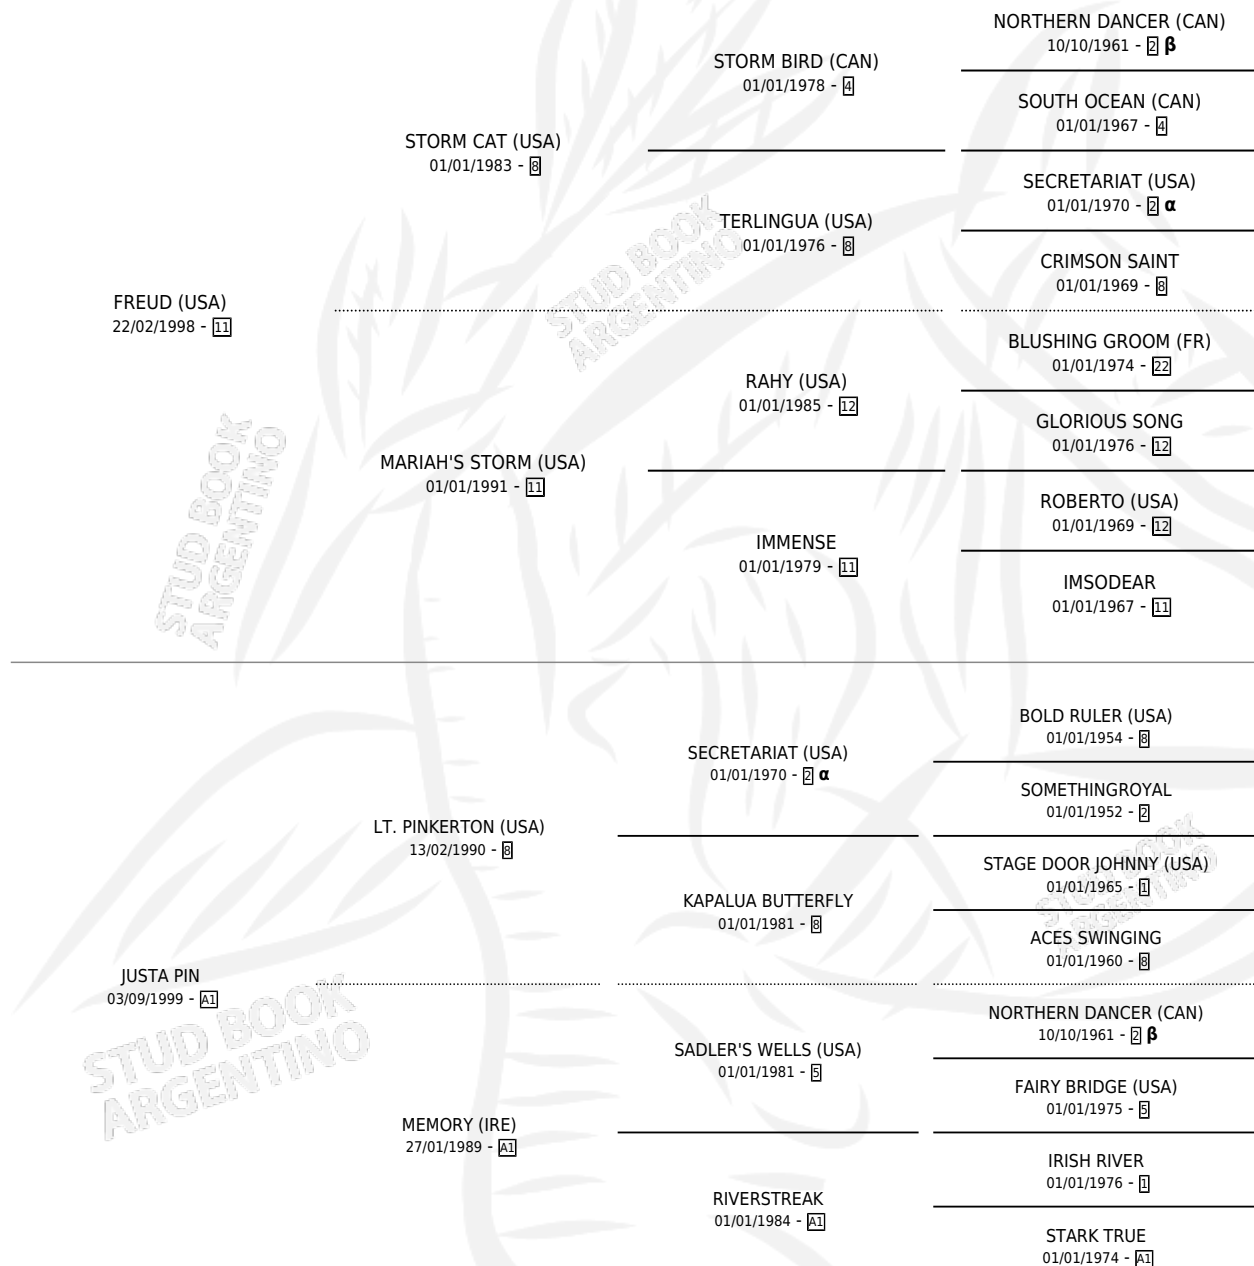 NORTHERN DANCER (CAN)
10/10/1961 - 2 β
STORM BIRD (CAN)
01/01/1978 - 4
SOUTH OCEAN (CAN)
01/01/1967 - 4
STORM CAT (USA)
01/01/1983 - 8
SECRETARIAT (USA)
01/01/1970 - 2 α
TERLINGUA (USA)
01/01/1976 - 8
CRIMSON SAINT
01/01/1969 - 8
FREUD (USA)
22/02/1998 - 11
BLUSHING GROOM (FR)
01/01/1974 - 22
RAHY (USA)
01/01/1985 - 12
GLORIOUS SONG
01/01/1976 - 12
MARIAH'S STORM (USA)
01/01/1991 - 11
ROBERTO (USA)
01/01/1969 - 12
IMMENSE
01/01/1979 - 11
IMSODEAR
01/01/1967 - 11
BOLD RULER (USA)
01/01/1954 - 8
SECRETARIAT (USA)
01/01/1970 - 2 α
SOMETHINGROYAL
01/01/1952 - 2
LT. PINKERTON (USA)
13/02/1990 - 8
STAGE DOOR JOHNNY (USA)
01/01/1965 - 1
KAPALUA BUTTERFLY
01/01/1981 - 8
ACES SWINGING
01/01/1960 - 8
JUSTA PIN
03/09/1999 - A1
NORTHERN DANCER (CAN)
10/10/1961 - 2 β
SADLER'S WELLS (USA)
01/01/1981 - 5
FAIRY BRIDGE (USA)
01/01/1975 - 5
MEMORY (IRE)
27/01/1989 - A1
IRISH RIVER
01/01/1976 - 1
RIVERSTREAK
01/01/1984 - A1
STARK TRUE
01/01/1974 - A1
STUD BOOK
ARGENTINO
STUD BOOK
ARGENTINO
STUD BOOK
ARGENTINO
STUD BOOK
ARGENTINO